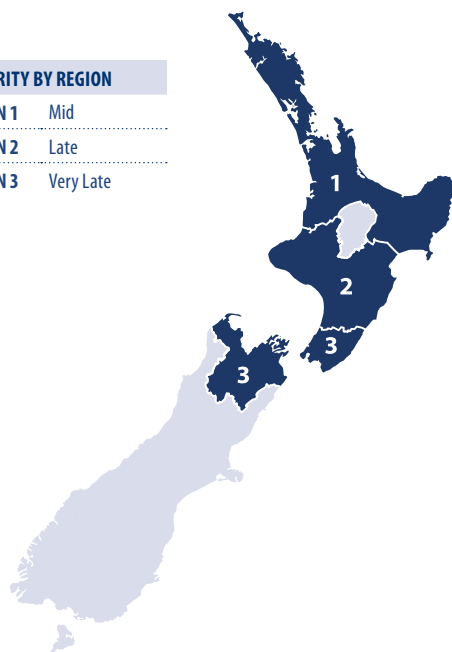 RITY BY REGION
N 1 Mid
N 2 Late
N 3 Very Late
1
2
3
3